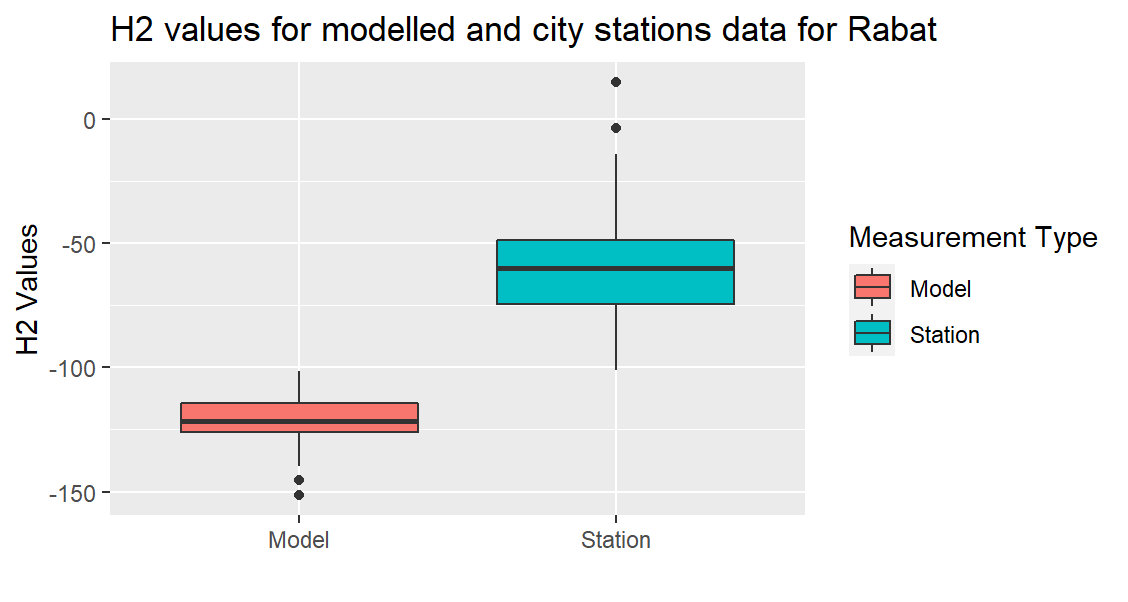 H2 values for modelled and city stations data for Rabat
H2 Values
0
-50
-100
-150
Model
Station
Measurement Type
Model
Station